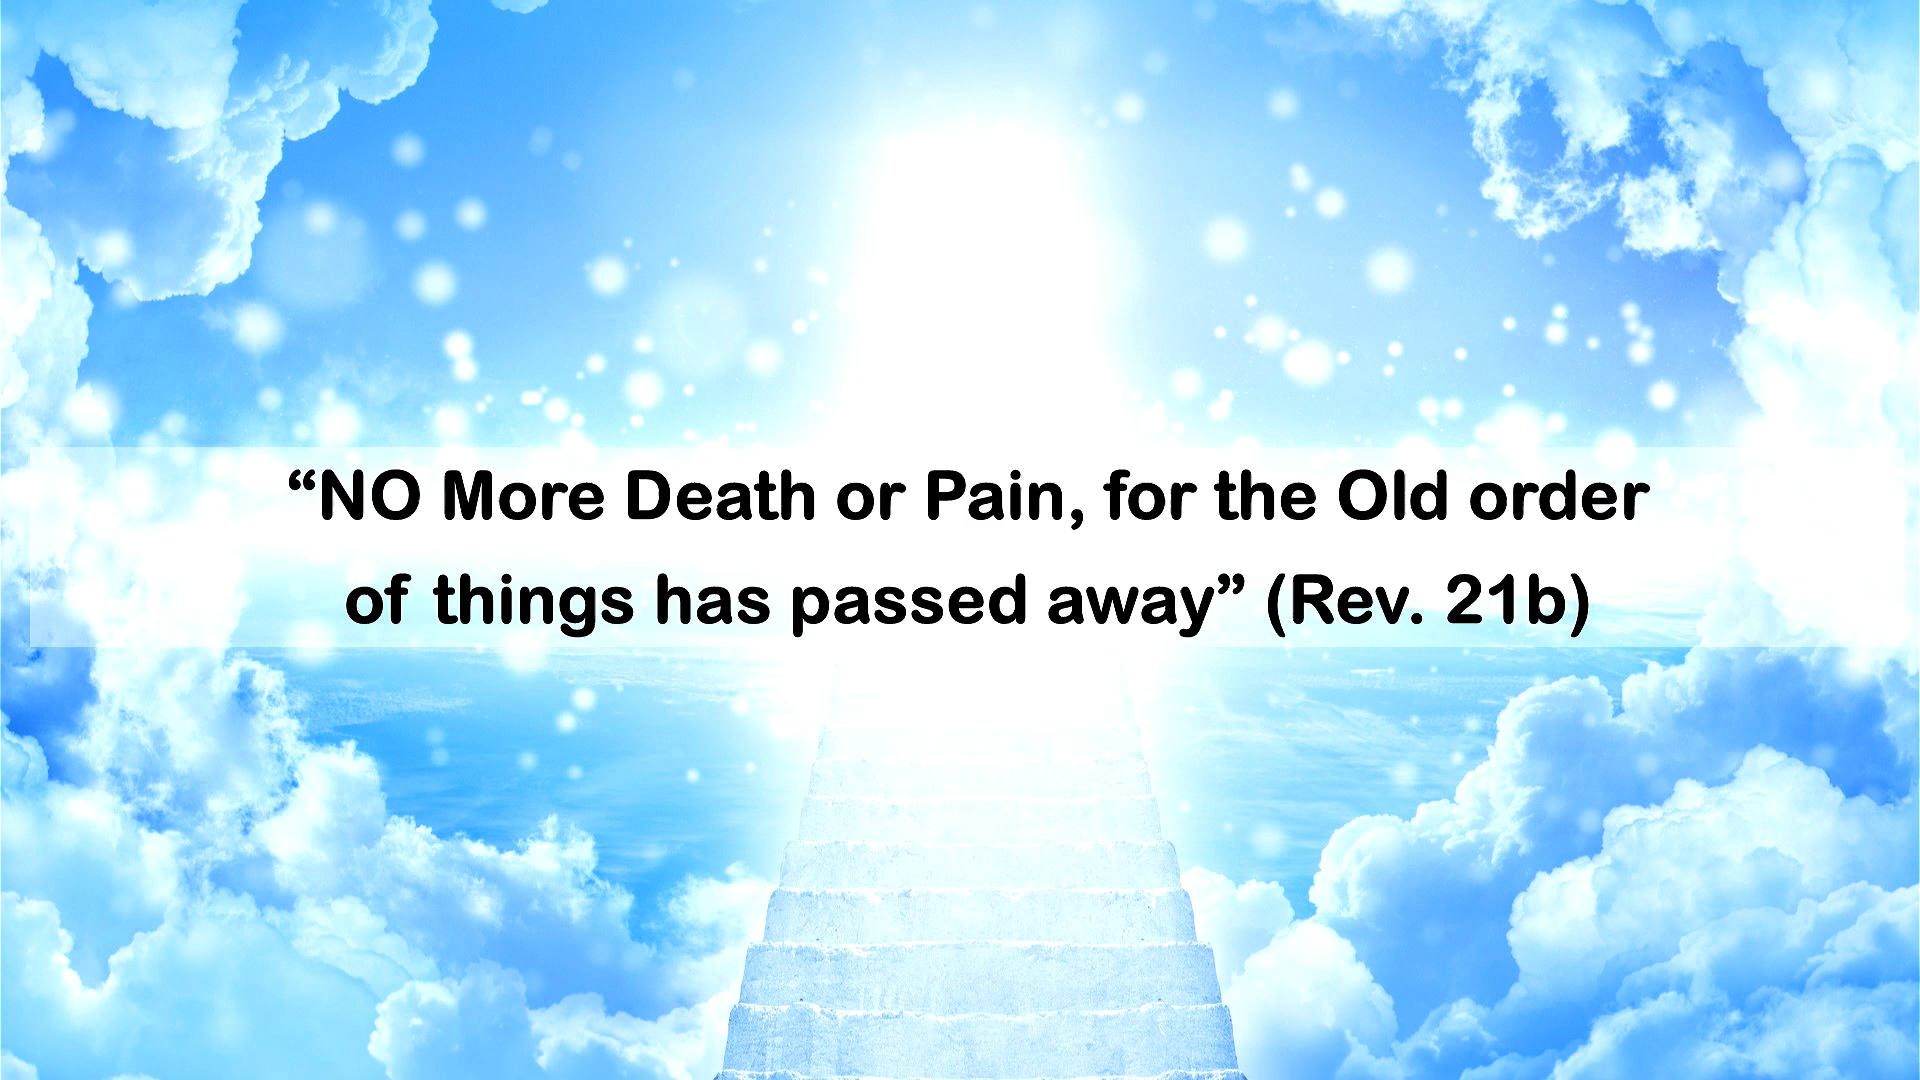 “NO More Death or Pain, for the Old order
of things has passed away” (Rev. 21b)